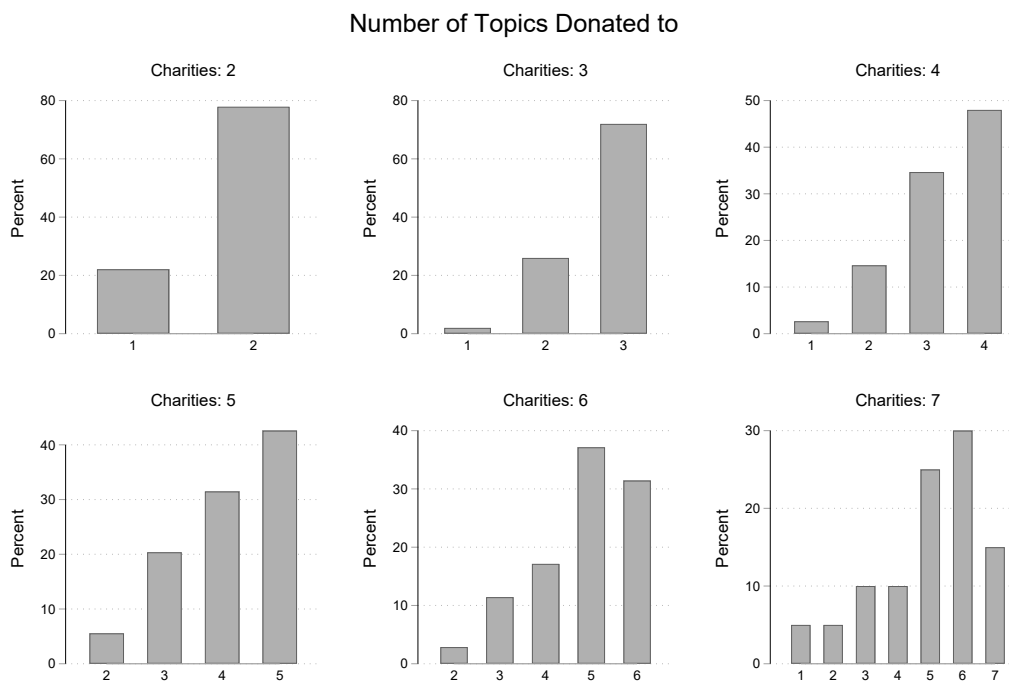 Number of Topics Donated to
Charities: 2
Percent
80
60
40
20
0
1 2
Charities: 3
Percent
80
60
40
20
0
1 2 3
Charities: 4
Percent
50
40
30
20
10
0
1 2 3 4
Charities: 5
Percent
40
30
20
10
0
2 3 4 5
Charities: 6
Percent
40
30
20
10
0
2 3 4 5 6
Charities: 7
Percent
30
20
10
0
1 2 3 4 5 6 7